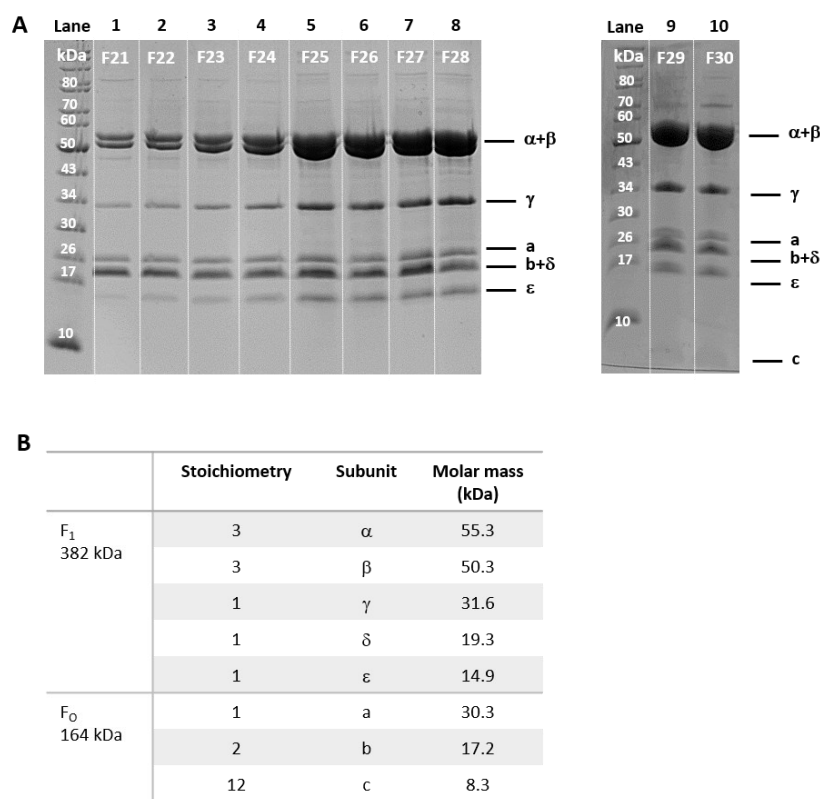 A
Lane 1 2 3 4 5 6 7 8
kDa F21 F22 F23 F24 F25 F26 F27 F28
80
70
60
50
43
34
30
26
17
10
α+β
γ
a
b+δ
ε
Lane 9 10
kDa F29 F30
80
70
60
50
43
34
30
26
17
10
α+β
γ
a
b+δ
ε
c
B
Stoichiometry Subunit Molar mass
(kDa)
F₁
382 kDa
3 α 55.3
3 β 50.3
1 γ 31.6
1 δ 19.3
1 ε 14.9
F₀
164 kDa
1 a 30.3
2 b 17.2
12 c 8.3